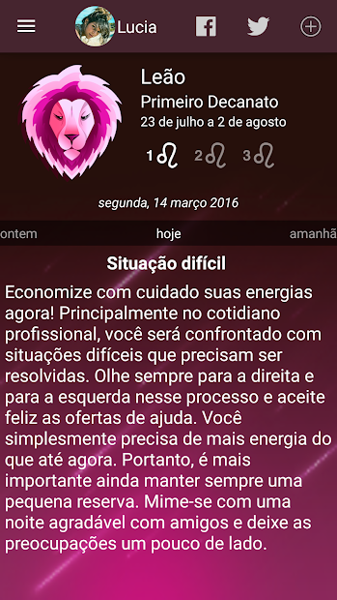 Lucia
Leão
Primeiro Decanato
23 de julho a 2 de agosto
1 ♌ 2 ♌ 3 ♌
segunda, 14 março 2016
ontem hoje amanhã
Situação difícil
Economize com cuidado suas energias
agora! Principalmente no cotidiano
profissional, você será confrontado com
situações difíceis que precisam ser
resolvidas. Olhe sempre para a direita e
para a esquerda nesse processo e aceite
feliz as ofertas de ajuda. Você
simplesmente precisa de mais energia do
que até agora. Portanto, é mais
importante ainda manter sempre uma
pequena reserva. Mime-se com uma
noite agradável com amigos e deixe as
preocupações um pouco de lado.